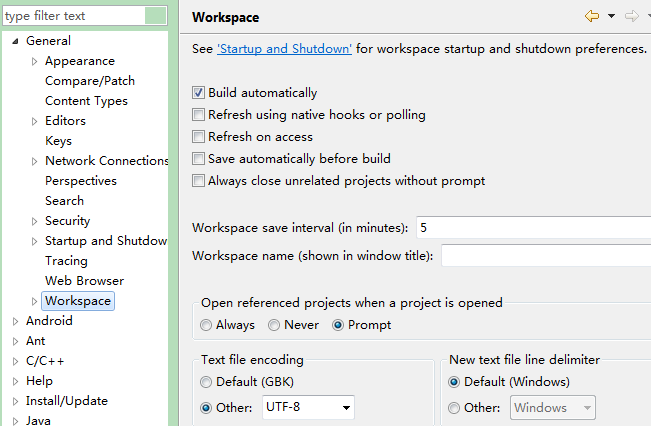 type filter text
General
Appearance
Compare/Patch
Content Types
Editors
Keys
Network Connections
Perspectives
Search
Security
Startup and Shutdow
Tracing
Web Browser
Workspace
Android
Ant
C/C++
Help
Install/Update
Java
Workspace
See 'Startup and Shutdown' for workspace startup and shutdown preferences.
Build automatically
Refresh using native hooks or polling
Refresh on access
Save automatically before build
Always close unrelated projects without prompt
Workspace save interval (in minutes): 5
Workspace name (shown in window title):
Open referenced projects when a project is opened
Always Never Prompt
Text file encoding
Default (GBK)
Other: UTF-8
New text file line delimiter
Default (Windows)
Other: Windows